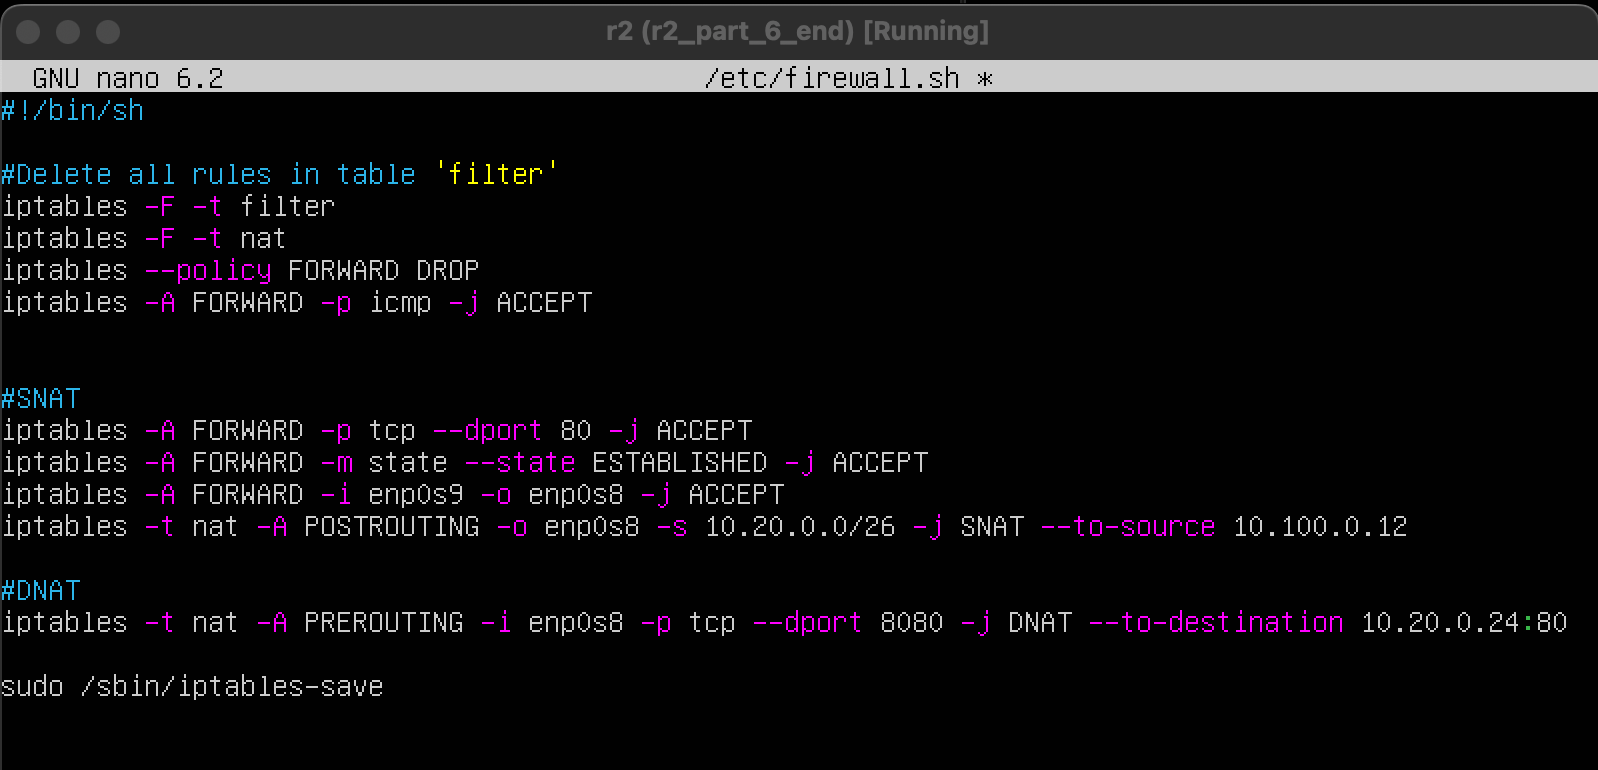 r2 (r2_part_6_end) [Running]
GNU nano 6.2 /etc/firewall.sh *
#!/bin/sh
#Delete all rules in table 'filter'
iptables -F -t filter
iptables -F -t nat
iptables --policy FORWARD DROP
iptables -A FORWARD -p icmp -j ACCEPT
#SNAT
iptables -A FORWARD -p tcp --dport 80 -j ACCEPT
iptables -A FORWARD -m state --state ESTABLISHED -j ACCEPT
iptables -A FORWARD -i enp0s9 -o enp0s8 -j ACCEPT
iptables -t nat -A POSTROUTING -o enp0s8 -s 10.20.0.0/26 -j SNAT --to-source 10.100.0.12
#DNAT
iptables -t nat -A PREROUTING -i enp0s8 -p tcp --dport 8080 -j DNAT --to-destination 10.20.0.24:80
sudo /sbin/iptables-save